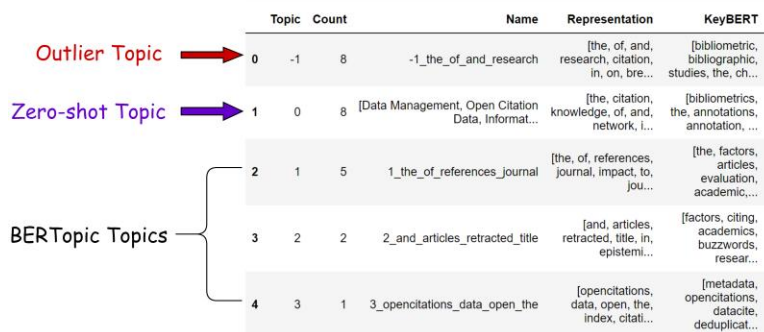 Topic Count Name Representation KeyBERT
Outlier Topic
0 -1 8 -1_the_of_and_research
[the, of, and,
research, citation,
in, on, bre...
[bibliometric,
bibliographic,
studies, the, ch...
Zero-shot Topic
1 0 8
[Data Management, Open Citation
Data, Informat...
[the, citation,
knowledge, of, and,
network, i...
[bibliometrics,
the, annotations,
annotation, ...
BERTopic Topics
2 1 5 1_the_of_references_journal
[the, of, references,
journal, impact, to,
jou...
[the, factors,
articles,
evaluation,
academic,...
3 2 2 2_and_articles_retracted_title
[and, articles,
retracted, title, in,
epistemi...
[factors, citing,
academics,
buzzwords,
resear...
4 3 1 3_opencitations_data_open_the
[opencitations,
data, open, the,
index, citati...
[metadata,
opencitations,
datacite,
deduplicat...